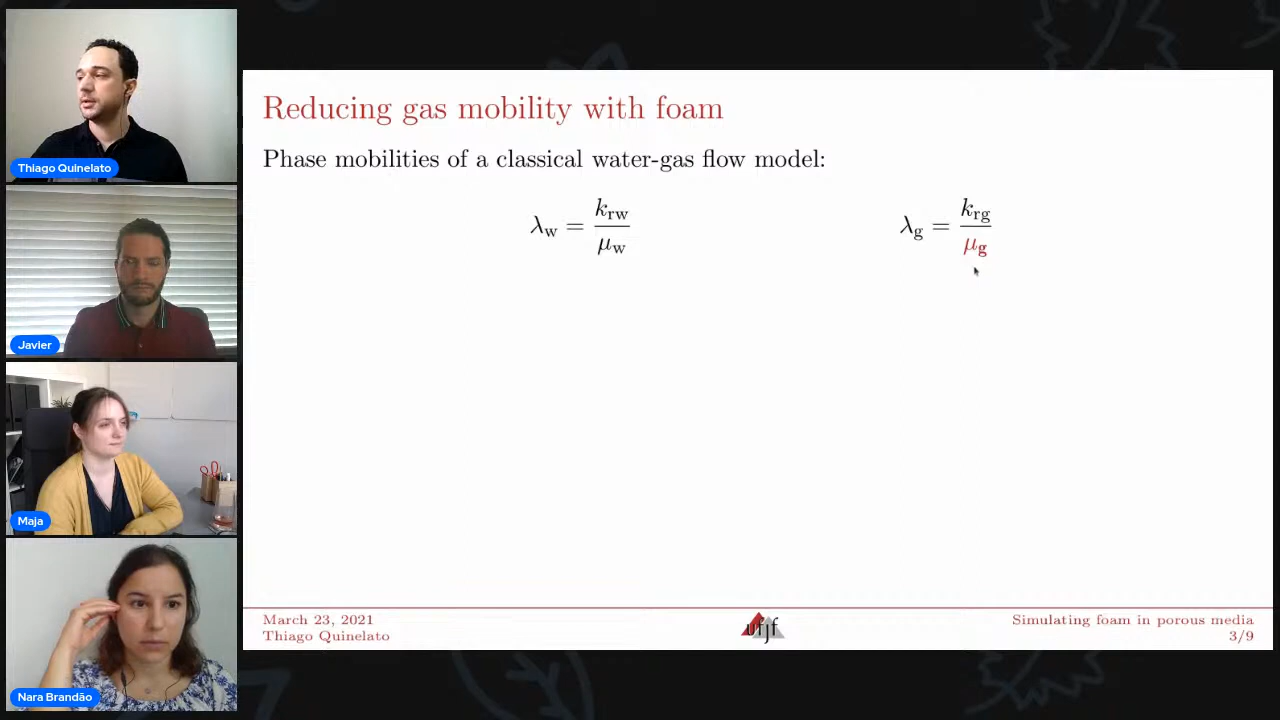 Thiago Quinelato
Javier
Maja
Nara Brandão
Reducing gas mobility with foam
Phase mobilities of a classical water-gas flow model:
λw = krw/μw
λg = krg/μg
March 23, 2021
Thiago Quinelato
ufjf
Simulating foam in porous media
3/9